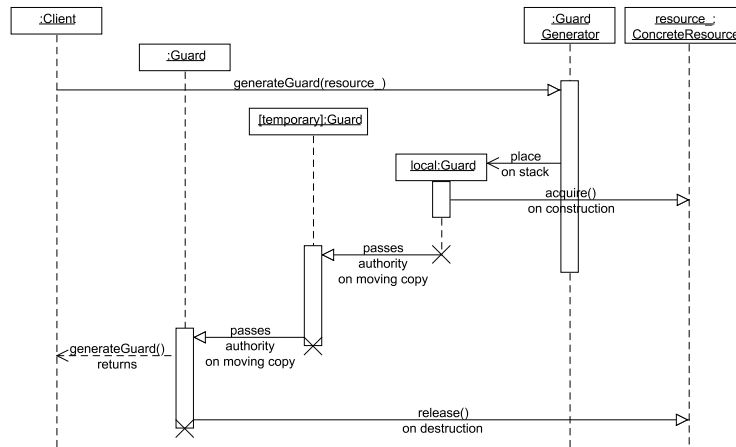 :Client
:Guard
Generator
resource_:
ConcreteResource
:Guard
generateGuard(resource_)
[temporary]:Guard
local:Guard
place
on stack
acquire()
on construction
passes
authority
on moving copy
passes
authority
on moving copy
generateGuard()
returns
release()
on destruction